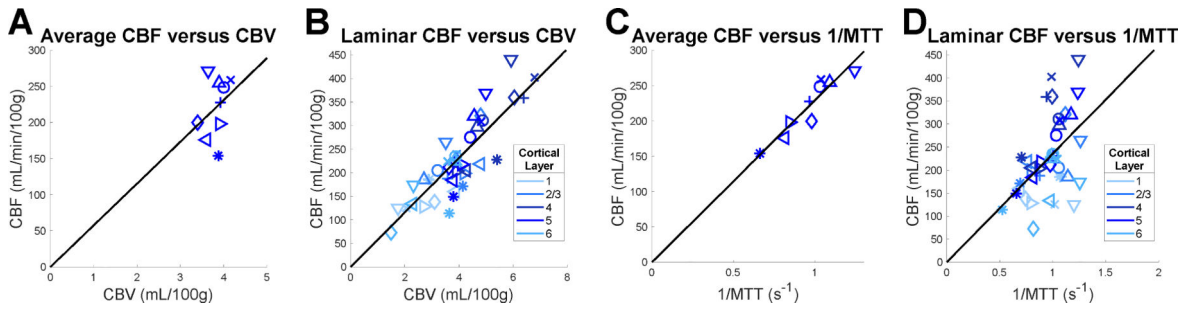 A
Average CBF versus CBV
CBF (mL/min/100g)
300
250
200
150
100
50
0
0 1 2 3 4 5
CBV (mL/100g)
B
Laminar CBF versus CBV
CBF (mL/min/100g)
450
400
350
300
250
200
150
100
50
0
0 2 4 6 8
CBV (mL/100g)
Cortical
Layer
1
2/3
4
5
6
C
Average CBF versus 1/MTT
CBF (mL/min/100g)
300
250
200
150
100
50
0
0 0.5 1
1/MTT (s⁻¹)
D
Laminar CBF versus 1/MTT
CBF (mL/min/100g)
450
400
350
300
250
200
150
100
50
0
0 0.5 1 1.5 2
1/MTT (s⁻¹)
Cortical
Layer
1
2/3
4
5
6